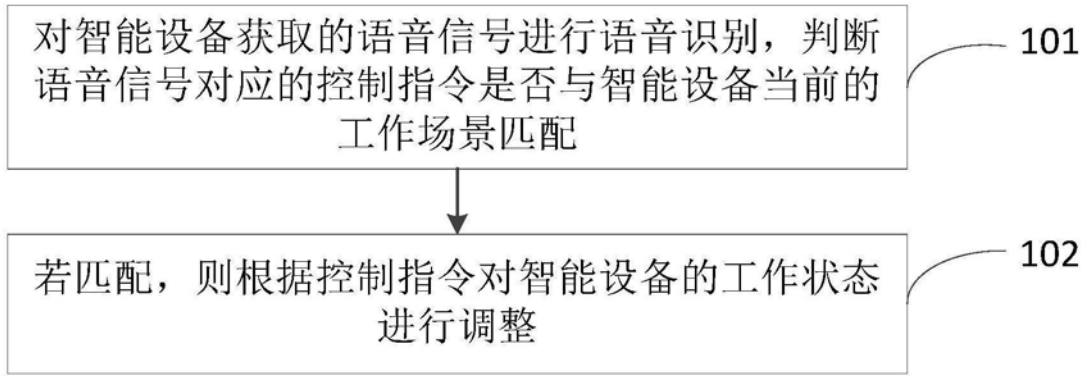 对智能设备获取的语音信号进行语音识别，判断
语音信号对应的控制指令是否与智能设备当前的
工作场景匹配
101
若匹配，则根据控制指令对智能设备的工作状态
进行调整
102